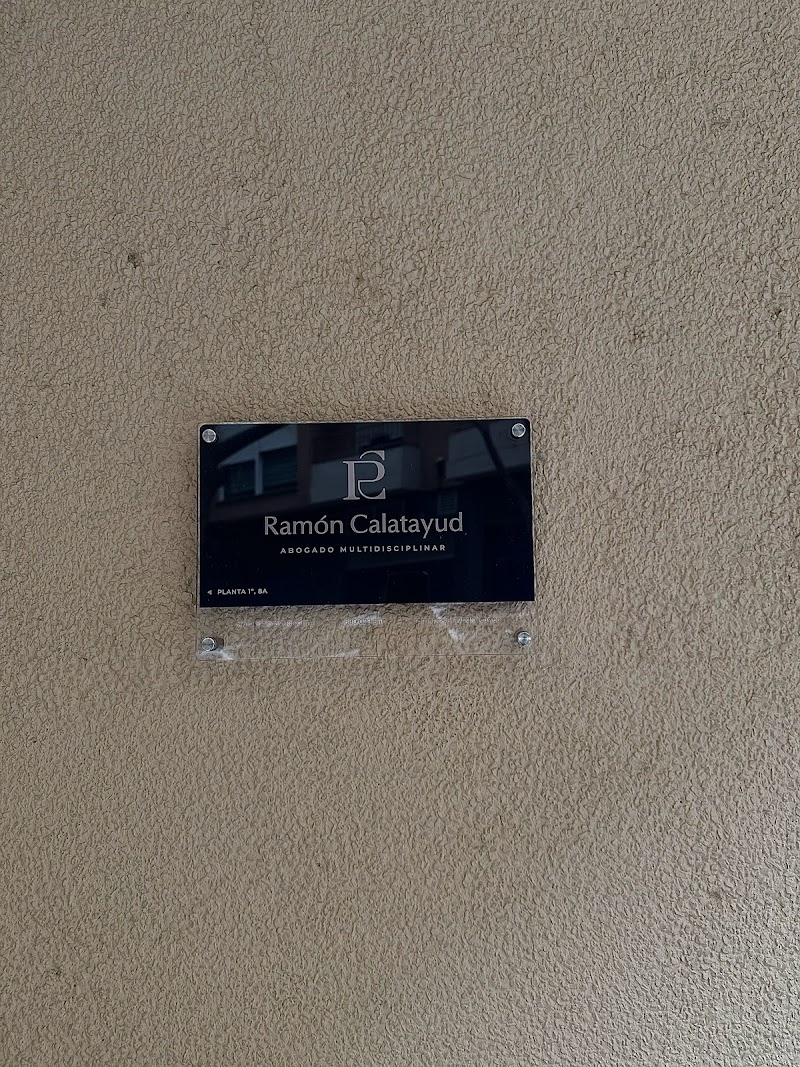 RC
Ramón Calatayud
ABOGADO MULTIDISCIPLINAR
◄ PLANTA 1ª, 8A